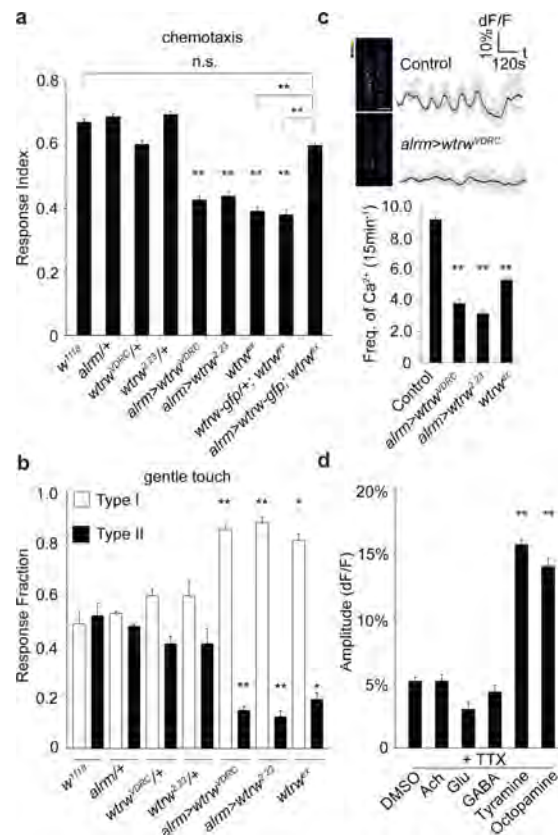 a
chemotaxis
n.s.
**
**
** ** ** **
Response Index
0.8
0.6
0.4
0.2
0
w1118
alrm/+
wtrwVDRC/+
wtrw2.23/+
alrm>wtrwVDRC
alrm>wtrw2.23
wtrwex
wtrw-gfp/+; wtrwex
alrm>wtrw-gfp; wtrwex
b
gentle touch
Type I
Type II
** ** *
** ** *
Response Fraction
1.0
0.8
0.6
0.4
0.2
0
w1118
alrm/+
wtrwVDRC/+
wtrw2.23/+
alrm>wtrwVDRC
alrm>wtrw2.23
wtrwex
c
dF/F
10%
t
120s
Control
alrm>wtrwVDRC
Freq. of Ca2+ (15min-1)
10.0
8.0
6.0
4.0
2.0
0
** ** **
Control
alrm>wtrwVDRC
alrm>wtrw2.23
wtrwex
d
Amplitude (dF/F)
20%
15%
10%
5%
0
** **
DMSO
Ach
Glu
GABA
Tyramine
Octopamine
+ TTX